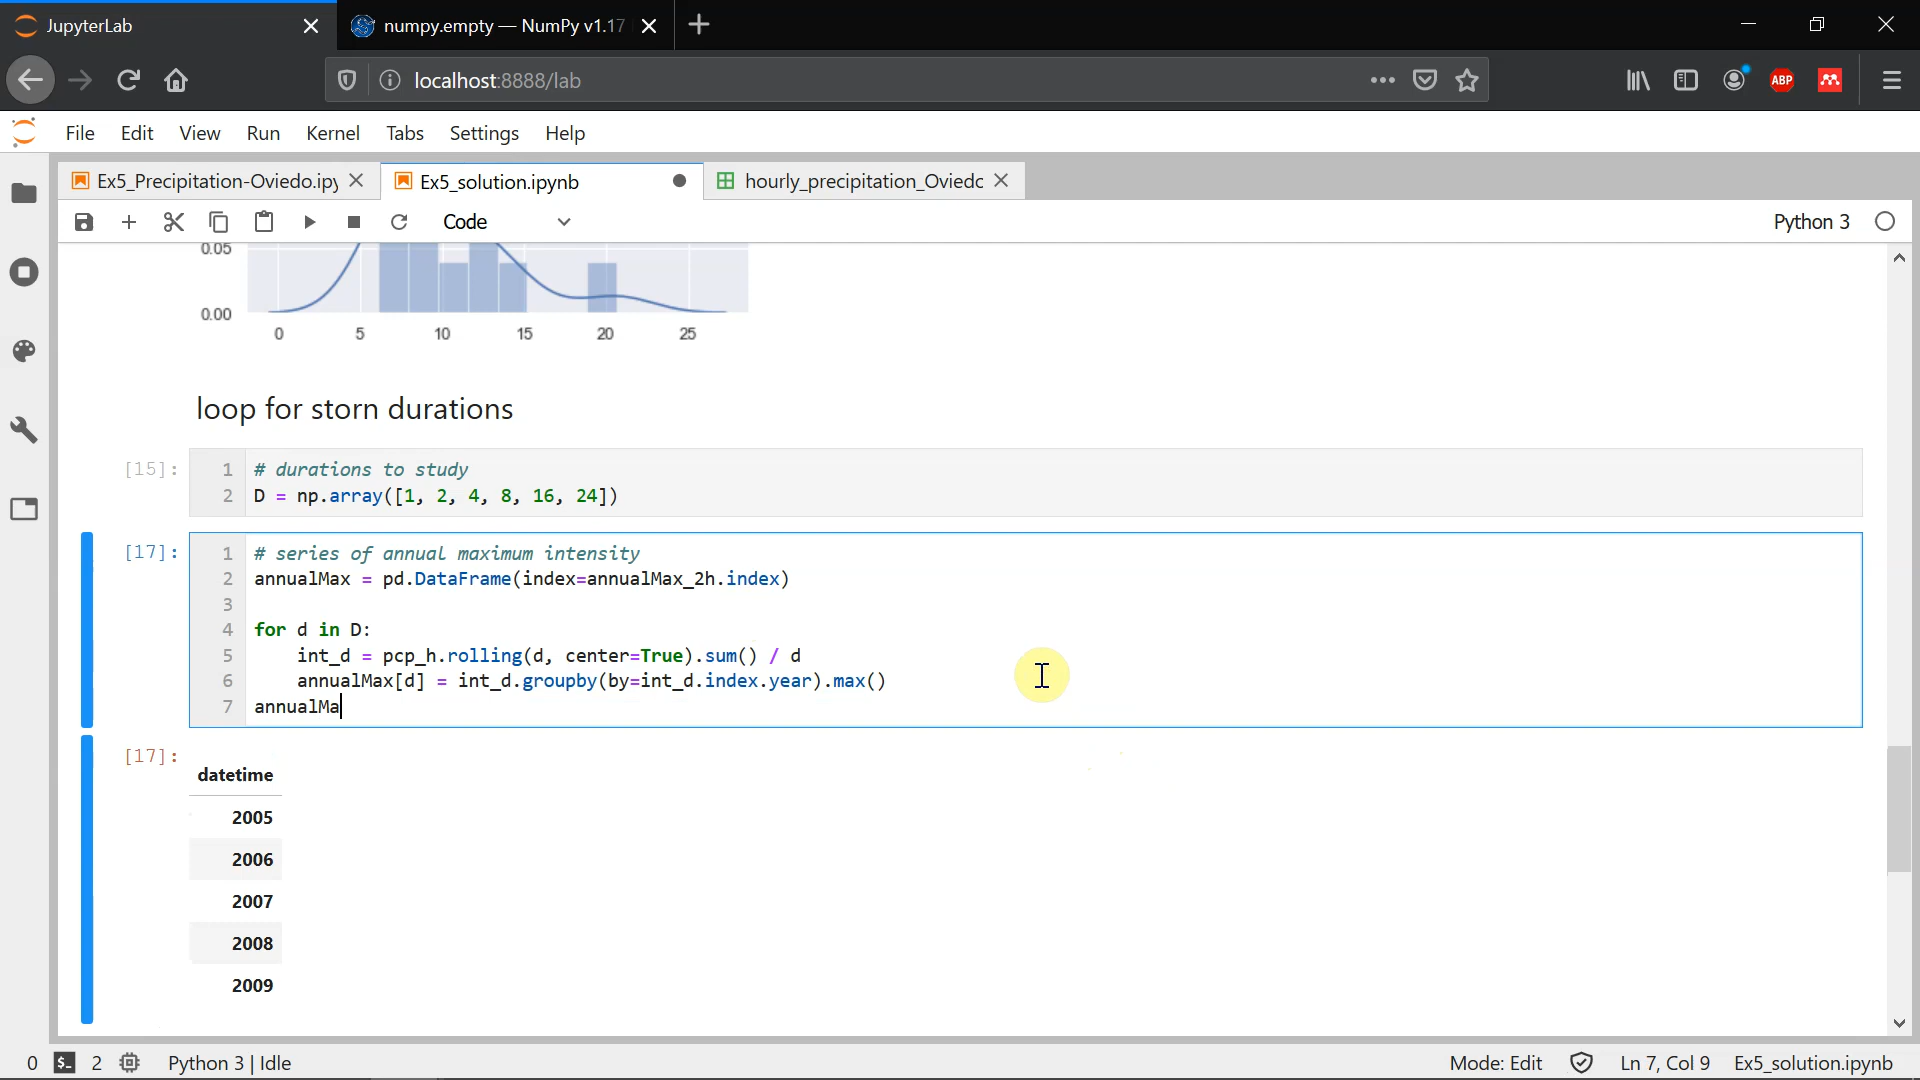 JupyterLab
numpy.empty — NumPy v1.17
localhost:8888/lab
ABP
File Edit View Run Kernel Tabs Settings Help
Ex5_Precipitation-Oviedo.ipy
Ex5_solution.ipynb
hourly_precipitation_Oviedo
Code
Python 3
0.05
0.00
0 5 10 15 20 25
loop for storn durations
[15]:
1 # durations to study
2 D = np.array([1, 2, 4, 8, 16, 24])
[17]:
1 # series of annual maximum intensity
2 annualMax = pd.DataFrame(index=annualMax_2h.index)
3
4 for d in D:
5 int_d = pcp_h.rolling(d, center=True).sum() / d
6 annualMax[d] = int_d.groupby(by=int_d.index.year).max()
7 annualMa
[17]:
datetime
2005
2006
2007
2008
2009
0 $_ 2 Python 3 | Idle
Mode: Edit Ln 7, Col 9 Ex5_solution.ipynb